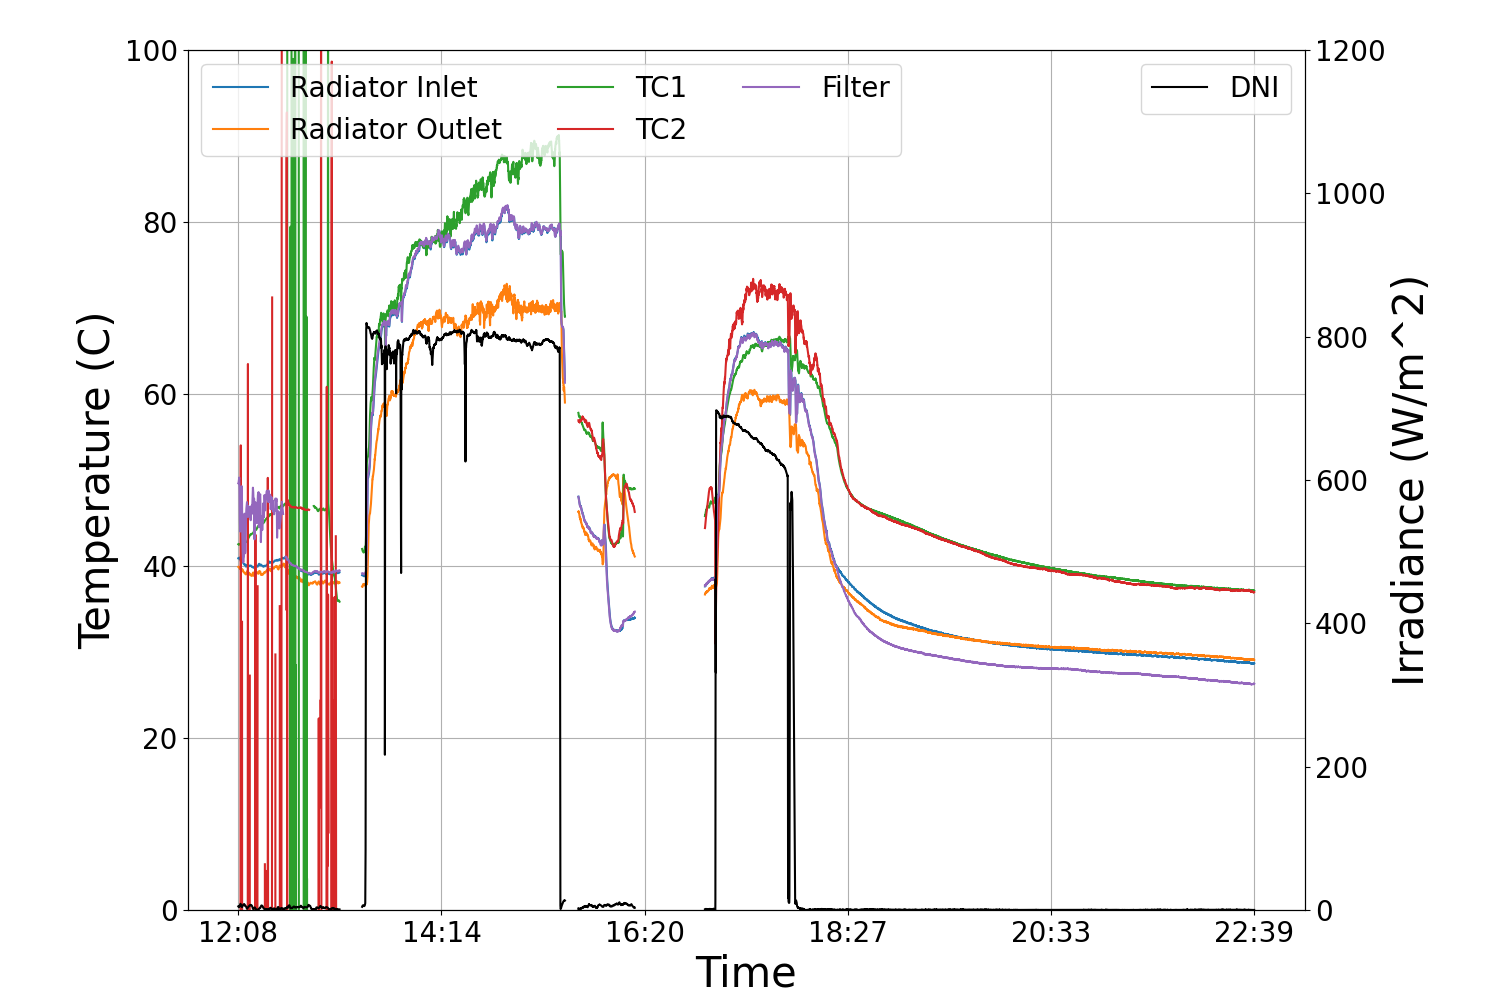 100
80
60
40
20
0
Temperature (C)
Radiator Inlet
Radiator Outlet
TC1
TC2
Filter
DNI
1200
1000
800
600
400
200
0
Irradiance (W/m^2)
12:08 14:14 16:20 18:27 20:33 22:39
Time